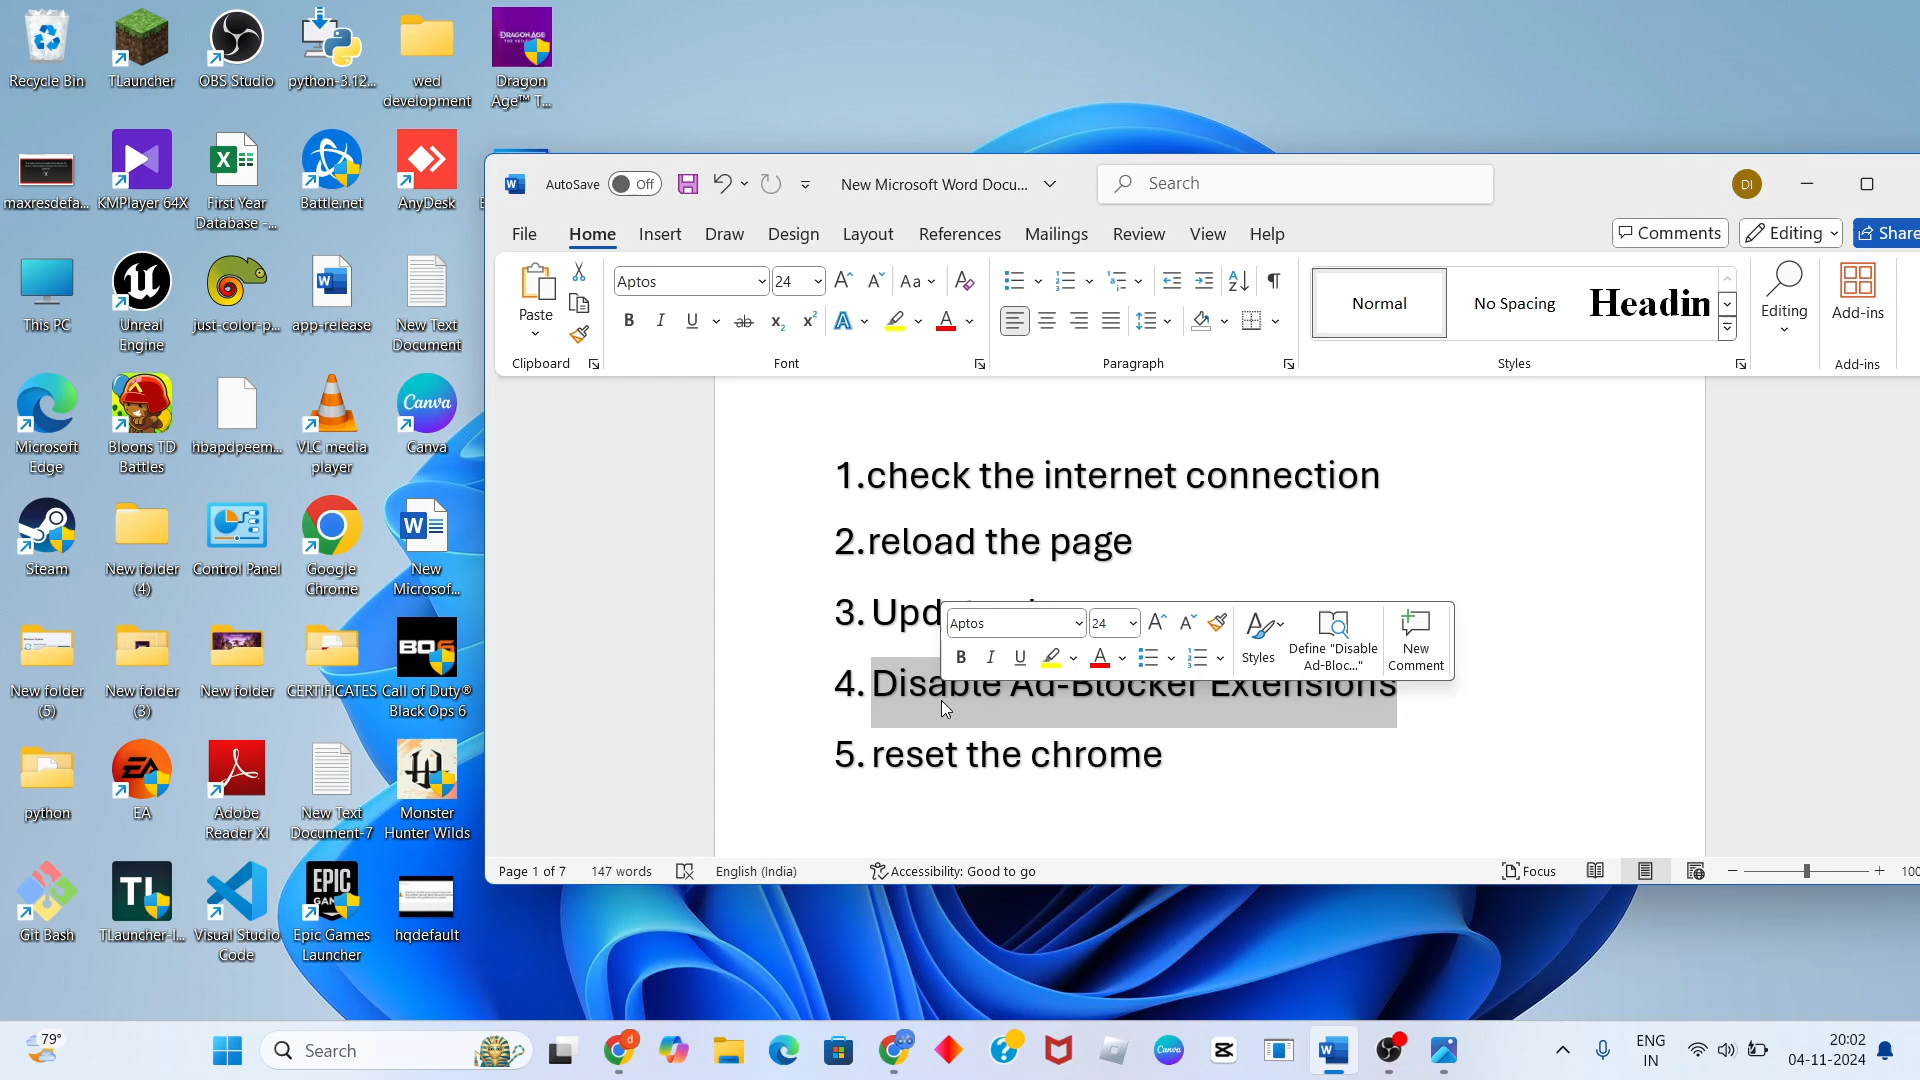 Recycle Bin
TLauncher
OBS Studio
python-3.12...
wed
development
DRAGON AGE
Dragon
Age™ T...
maxresdefa...
KMPlayer 64X
First Year
Database -...
Battle.net
AnyDesk
This PC
Unreal
Engine
just-color-p...
app-release
New Text
Document
Microsoft
Edge
Bloons TD
Battles
hbapdpeem...
VLC media
player
Canva
Canva
Steam
New folder
(4)
Control Panel
Google
Chrome
New
Microsof...
New folder
(5)
New folder
(3)
New folder
CERTIFICATES
Call of Duty®
Black Ops 6
python
EA
EA
Adobe
Reader XI
New Text
Document-7
Monster
Hunter Wilds
Git Bash
TL
TLauncher-I...
Visual Studio
Code
EPIC
GAMES
Epic Games
Launcher
hqdefault
AutoSave Off
New Microsoft Word Docu...
Search
DI
File Home Insert Draw Design Layout References Mailings Review View Help
Comments Editing Share
Paste
Clipboard
Aptos 24
Aa
Font
Paragraph
Normal
No Spacing
Headin
Styles
Editing
Add-ins
Add-ins
1.check the internet connection
2.reload the page
3.
4. Disable Ad-Blocker Extensions
5. reset the chrome
Aptos 24
Styles
Define "Disable
Ad-Bloc..."
New
Comment
Page 1 of 7 147 words English (India) Accessibility: Good to go Focus 100
79°
Search
Canva
ENG
IN
20:02
04-11-2024